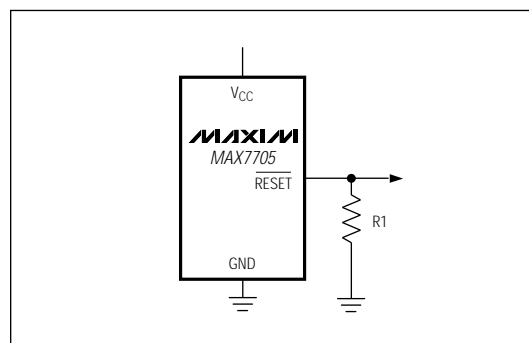 VCC
MAXIM
MAX7705
RESET
R1
GND